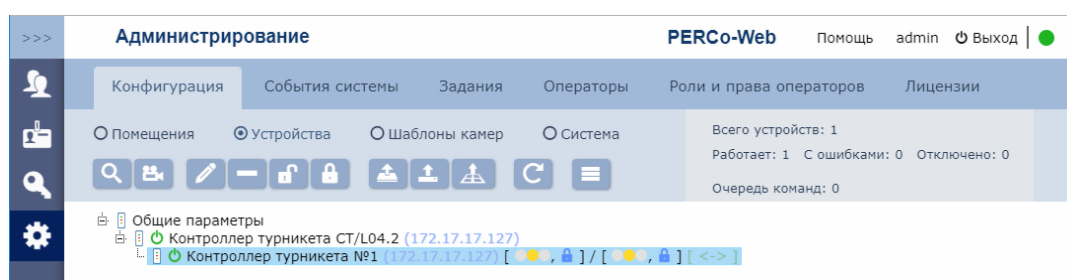 >>> Администрирование PERCo-Web Помощь admin Выход
Конфигурация События системы Задания Операторы Роли и права операторов Лицензии
Помещения Устройства Шаблоны камер Система
Всего устройств: 1
Работает: 1 С ошибками: 0 Отключено: 0
Очередь команд: 0
Общие параметры
Контроллер турникета CT/L04.2 (172.17.17.127)
Контроллер турникета №1 (172.17.17.127) [ , ] / [ , ] [ <-> ]